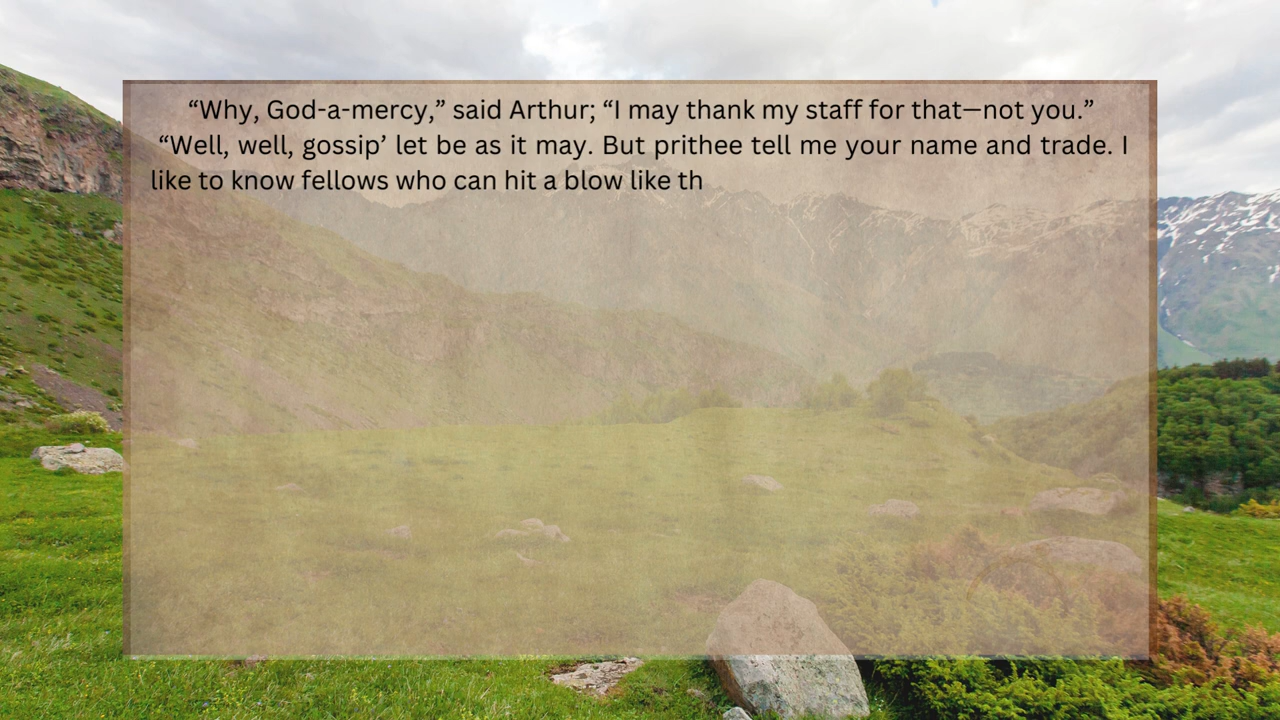 “Why, God-a-mercy,” said Arthur; “I may thank my staff for that—not you.”
“Well, well, gossip’ let be as it may. But prithee tell me your name and trade. I
like to know fellows who can hit a blow like th